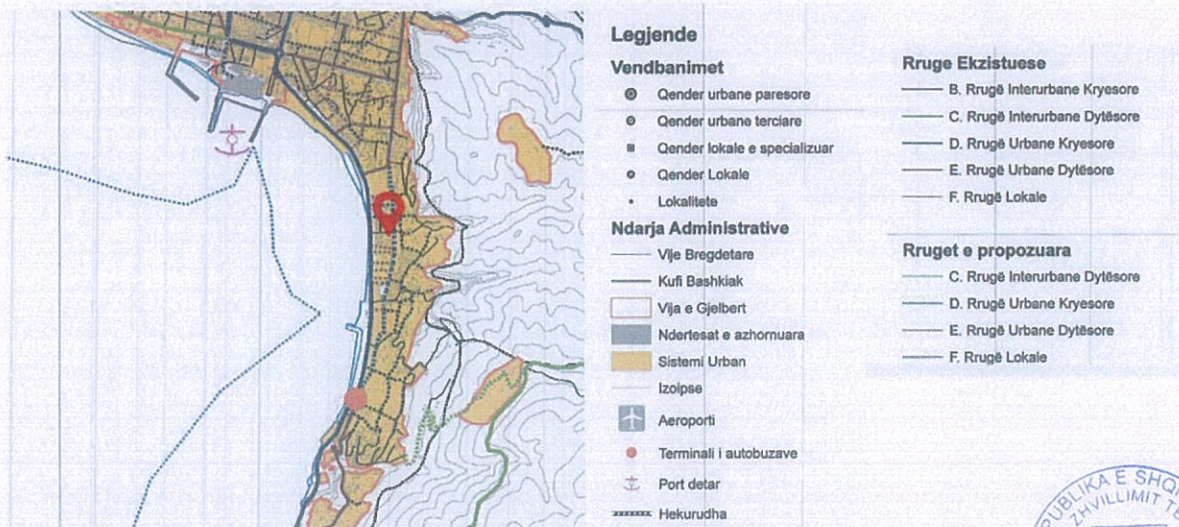 Legjende
Vendbanimet
Qender urbane paresore
Qender urbane terciare
Qender lokale e specializuar
Qender Lokale
Lokalitete
Ndarja Administrative
Vije Bregdetare
Kufi Bashkiak
Vija e Gjelbert
Ndertesat e azhornuara
Sistemi Urban
Izoipse
Aeroporti
Terminali i autobuzave
Port detar
Hekurudha
Rruge Ekzistuese
B. Rrugë Interurbane Kryesore
C. Rrugë Interurbane Dytësore
D. Rrugë Urbane Kryesore
E. Rrugë Urbane Dytësore
F. Rrugë Lokale
Rruget e propozuara
C. Rrugë Interurbane Dytësore
D. Rrugë Urbane Kryesore
E. Rrugë Urbane Dytësore
F. Rrugë Lokale